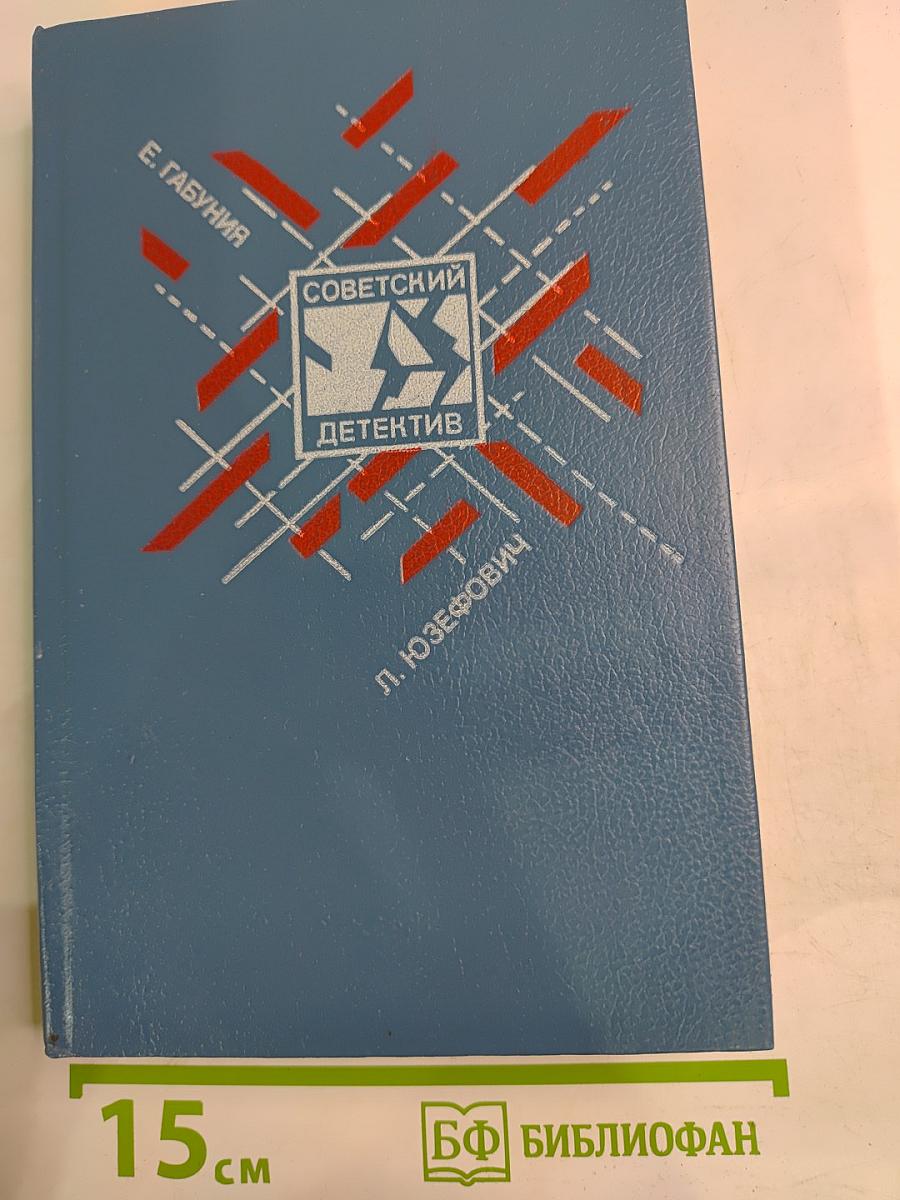 Е. ГАБУНИЯ
СОВЕТСКИЙ
ДЕТЕКТИВ
Л. ЮЗЕФОВИЧ
15 см
БФ БИБЛИОФАН